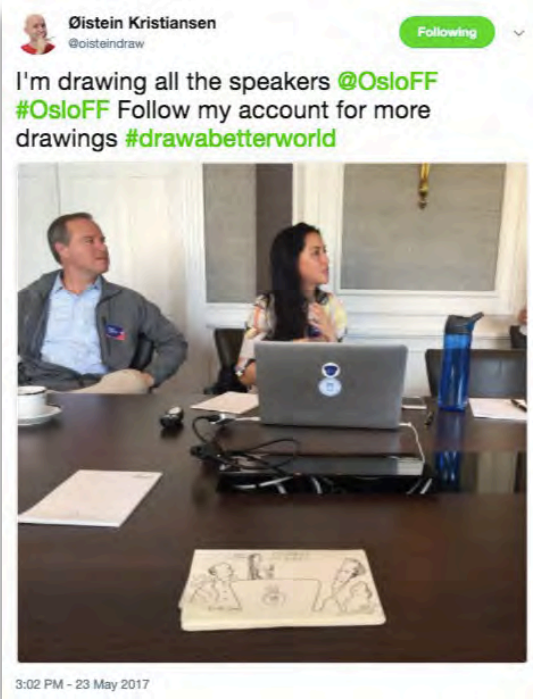 Øistein Kristiansen
@oisteindraw
Following
I'm drawing all the speakers @OsloFF
#OsloFF Follow my account for more
drawings #drawabetterworld
3:02 PM - 23 May 2017